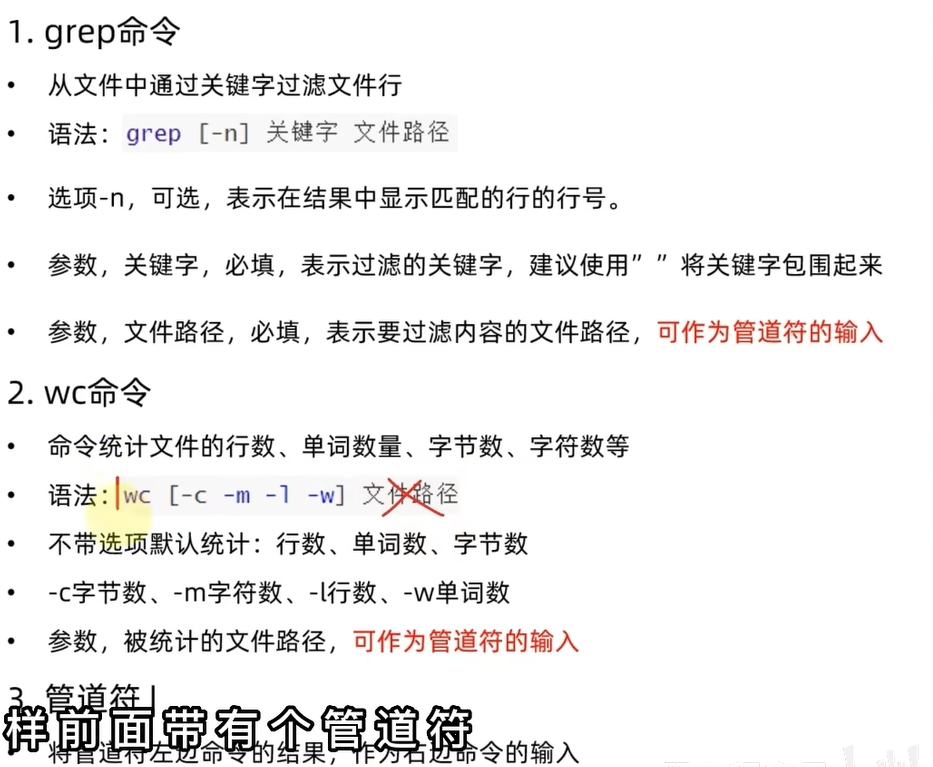 1. grep命令
• 从文件中通过关键字过滤文件行
• 语法：grep [-n] 关键字 文件路径
• 选项-n，可选，表示在结果中显示匹配的行的行号。
• 参数，关键字，必填，表示过滤的关键字，建议使用” ”将关键字包围起来
• 参数，文件路径，必填，表示要过滤内容的文件路径，可作为管道符的输入
2. wc命令
• 命令统计文件的行数、单词数量、字节数、字符数等
• 语法：|wc [-c -m -l -w] 文件路径
• 不带选项默认统计：行数、单词数、字节数
• -c字节数、-m字符数、-l行数、-w单词数
• 参数，被统计的文件路径，可作为管道符的输入
3. 管道符|
样前面带有个管道符
• 将管道符左边命令的结果，作为右边命令的输入